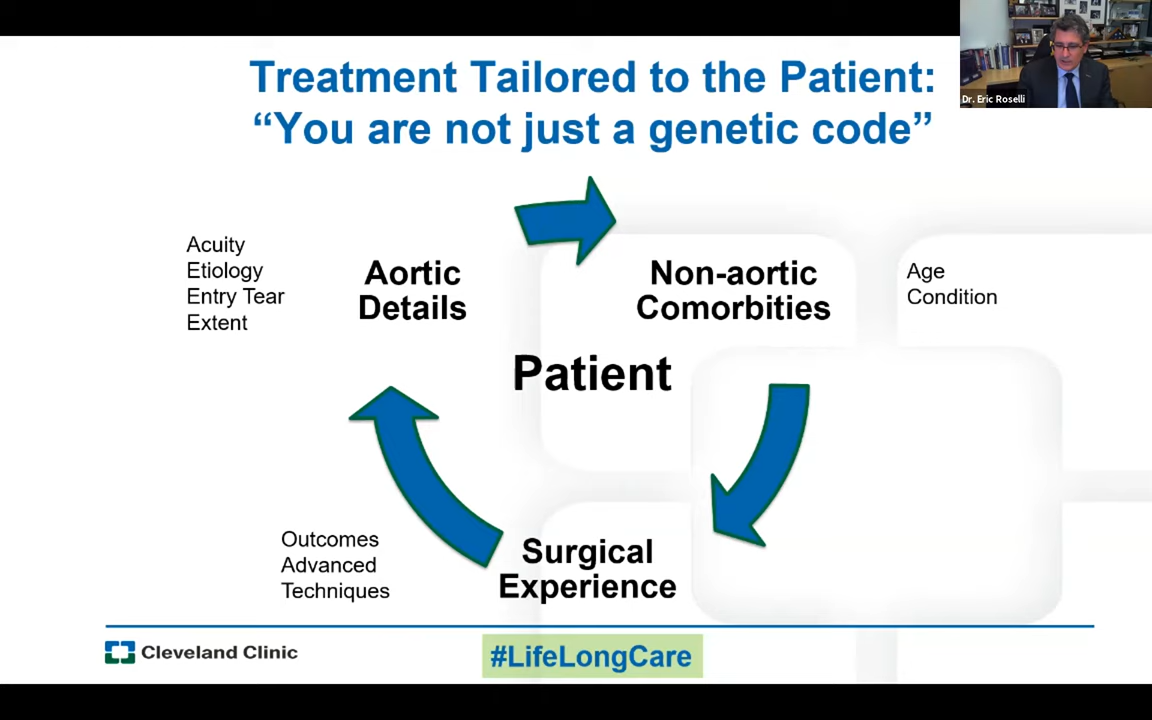 Treatment Tailored to the Patient:
“You are not just a genetic code”
Dr. Eric Roselli
Acuity
Etiology
Entry Tear
Extent
Aortic
Details
Non-aortic
Comorbities
Age
Condition
Patient
Outcomes
Advanced
Techniques
Surgical
Experience
Cleveland Clinic
#LifeLongCare